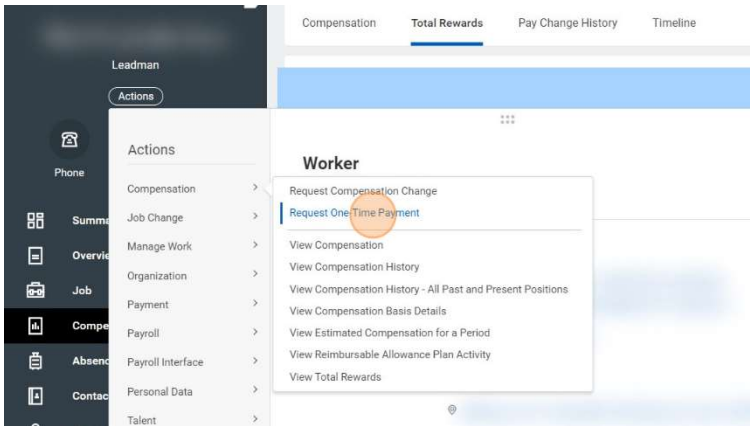 Compensation Total Rewards Pay Change History Timeline
Leadman
Actions
Phone
Summa
Overvie
Job
Compe
Absenc
Contac
Actions
Compensation
Job Change
Manage Work
Organization
Payment
Payroll
Payroll Interface
Personal Data
Talent
Worker
Request Compensation Change
Request One-Time Payment
View Compensation
View Compensation History
View Compensation History - All Past and Present Positions
View Compensation Basis Details
View Estimated Compensation for a Period
View Reimbursable Allowance Plan Activity
View Total Rewards